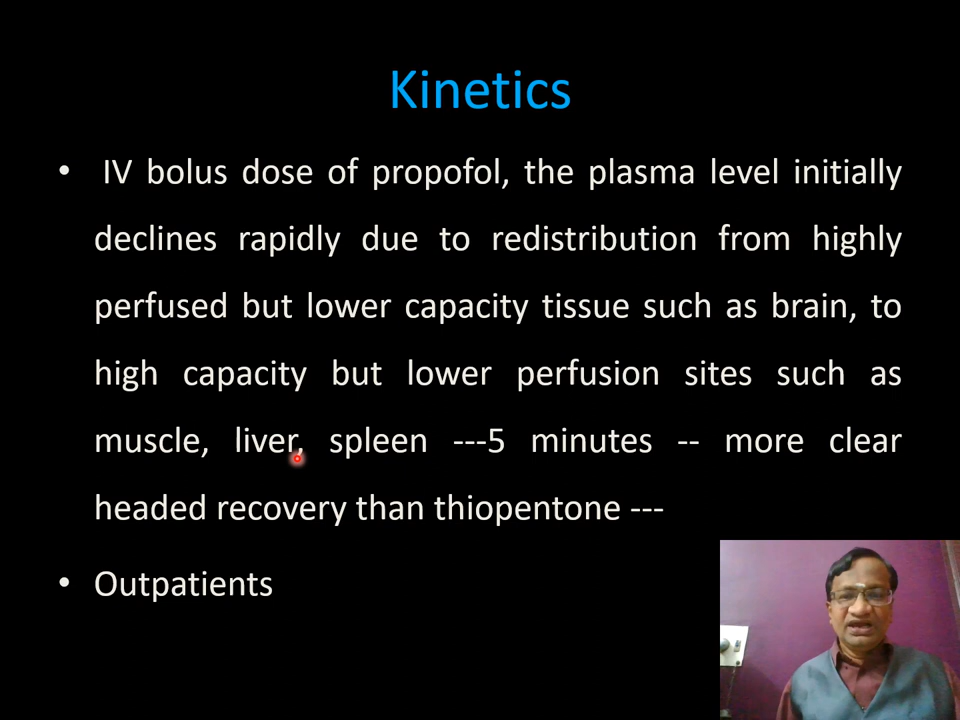 Kinetics
• IV bolus dose of propofol, the plasma level initially
declines rapidly due to redistribution from highly
perfused but lower capacity tissue such as brain, to
high capacity but lower perfusion sites such as
muscle, liver, spleen ---5 minutes -- more clear
headed recovery than thiopentone ---
• Outpatients